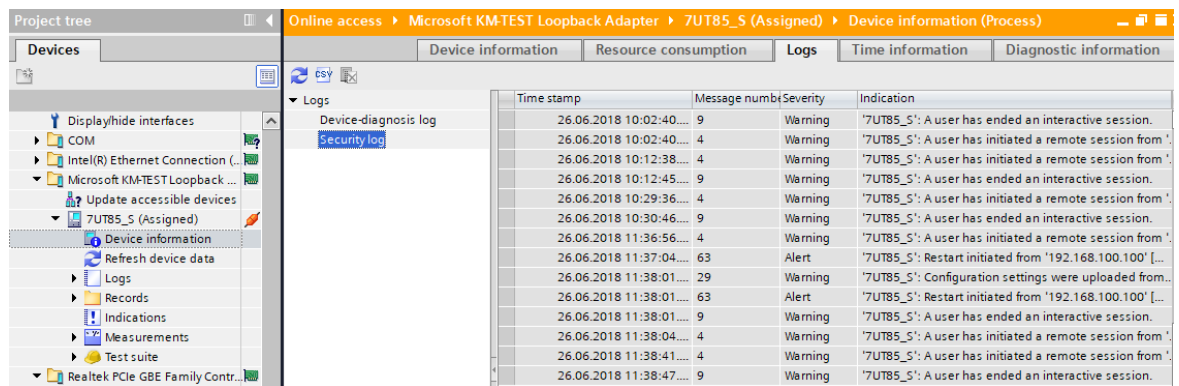 Project tree
Online access ▸ Microsoft KM-TEST Loopback Adapter ▸ 7UT85_S (Assigned) ▸ Device information (Process)
Devices
Device information
Resource consumption
Logs
Time information
Diagnostic information
CSV
Display/hide interfaces
COM
Intel(R) Ethernet Connection (..
Microsoft KM-TEST Loopback ...
Update accessible devices
7UT85_S (Assigned)
Device information
Refresh device data
Logs
Records
Indications
Measurements
Test suite
Realtek PCIe GBE Family Contr...
Logs
Device-diagnosis log
Security log
Time stamp Message numbe Severity Indication
26.06.2018 10:02:40.... 9 Warning '7UT85_S': A user has ended an interactive session.
26.06.2018 10:02:40.... 4 Warning '7UT85_S': A user has initiated a remote session from '.
26.06.2018 10:12:38.... 4 Warning '7UT85_S': A user has initiated a remote session from '.
26.06.2018 10:12:45.... 9 Warning '7UT85_S': A user has ended an interactive session.
26.06.2018 10:29:36.... 4 Warning '7UT85_S': A user has initiated a remote session from '.
26.06.2018 10:30:46.... 9 Warning '7UT85_S': A user has ended an interactive session.
26.06.2018 11:36:56.... 4 Warning '7UT85_S': A user has initiated a remote session from '.
26.06.2018 11:37:04.... 63 Alert '7UT85_S': Restart initiated from '192.168.100.100' [...
26.06.2018 11:38:01.... 29 Warning '7UT85_S': Configuration settings were uploaded from..
26.06.2018 11:38:01.... 63 Alert '7UT85_S': Restart initiated from '192.168.100.100' [...
26.06.2018 11:38:01.... 9 Warning '7UT85_S': A user has ended an interactive session.
26.06.2018 11:38:04.... 4 Warning '7UT85_S': A user has initiated a remote session from '.
26.06.2018 11:38:41.... 4 Warning '7UT85_S': A user has initiated a remote session from '.
26.06.2018 11:38:47.... 9 Warning '7UT85_S': A user has ended an interactive session.